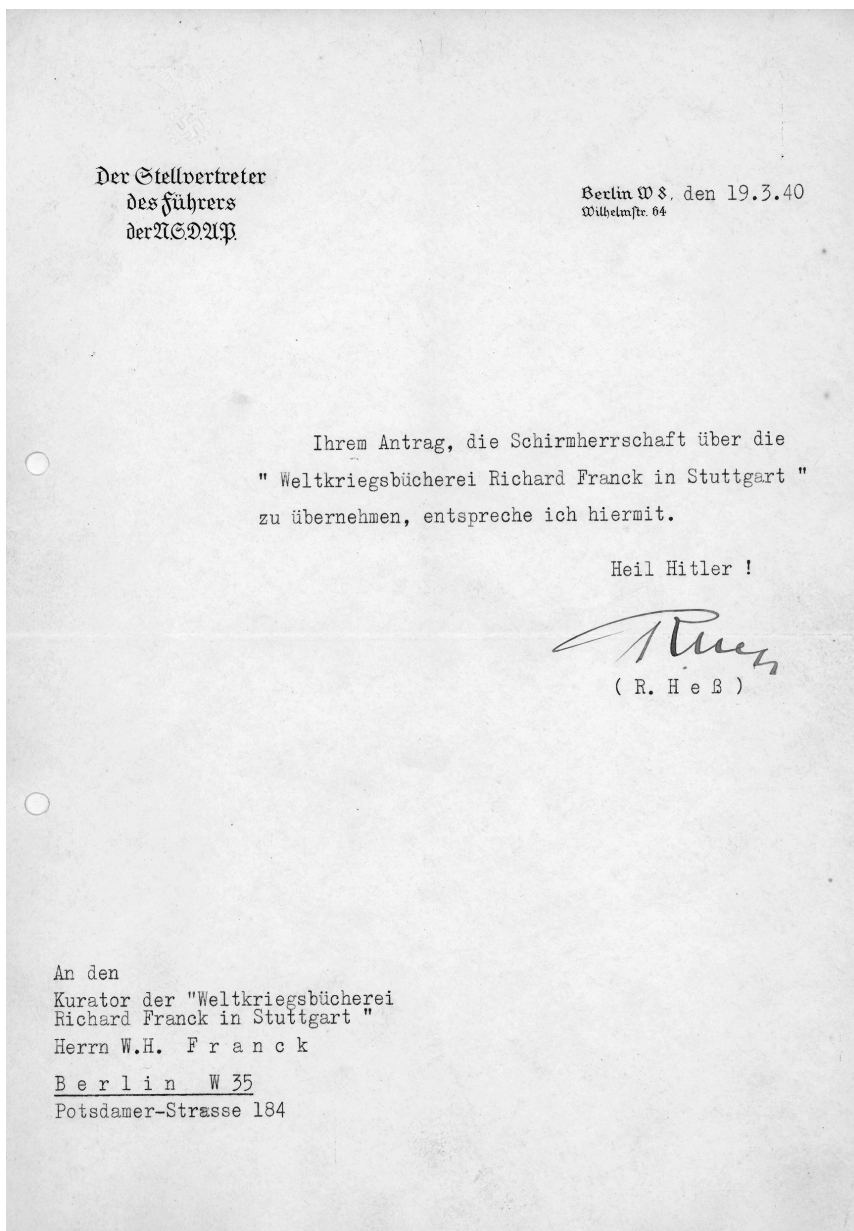 Der Stellvertreter
des Führers
der N.S.D.A.P.
Berlin W 8, den 19.3.40
Wilhelmstr. 64
Ihrem Antrag, die Schirmherrschaft über die
" Weltkriegsbücherei Richard Franck in Stuttgart "
zu übernehmen, entspreche ich hiermit.
Heil Hitler !
( R. H e ß )
An den
Kurator der "Weltkriegsbücherei
Richard Franck in Stuttgart "
Herrn W.H. F r a n c k
B e r l i n W 35
Potsdamer-Strasse 184